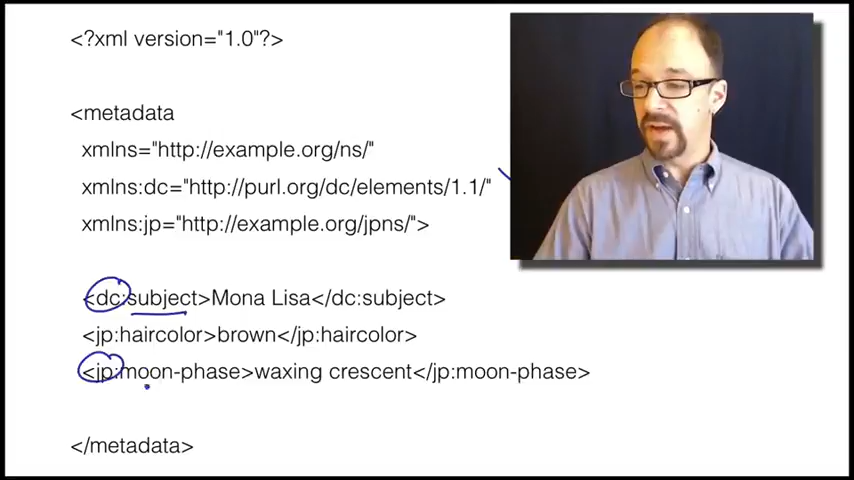 <?xml version="1.0"?>
<metadata
xmlns="http://example.org/ns/"
xmlns:dc="http://purl.org/dc/elements/1.1/"
xmlns:jp="http://example.org/jpns/">
<dc:subject>Mona Lisa</dc:subject>
<jp:haircolor>brown</jp:haircolor>
<jp:moon-phase>waxing crescent</jp:moon-phase>
</metadata>